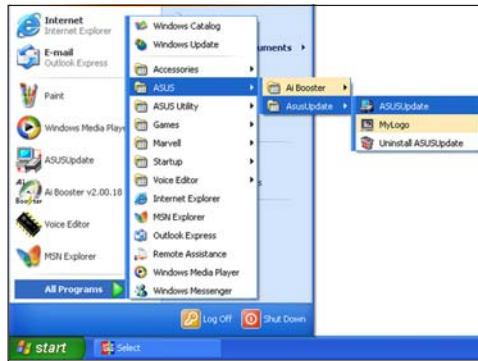 Internet
Internet Explorer
E-mail
Outlook Express
Paint
Windows Media Play
ASUSUpdate
Ai Booster v2.00.18
Voice Editor
MSN Explorer
All Programs
Windows Catalog
Windows Update
Accessories
ASUS
ASUS Utility
Games
Marvell
Startup
Voice Editor
Internet Explorer
MSN Explorer
Outlook Express
Remote Assistance
Windows Media Player
Windows Messenger
uments
s
Ai Booster
AsusUpdate
ASUSUpdate
MyLogo
Uninstall ASUSUpdate
Log Off
Shut Down
start
Select